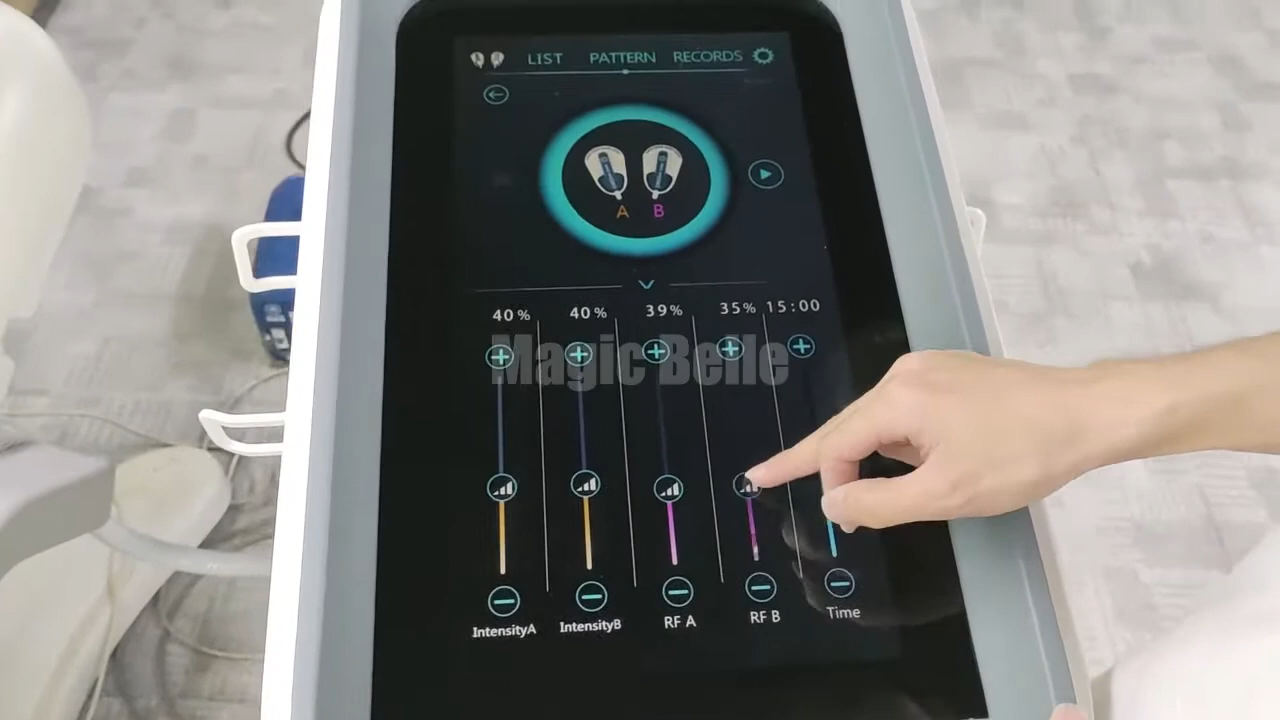 LIST PATTERN RECORDS
A B
40% 40% 39% 35% 15:00
Magic Belle
IntensityA IntensityB RF A RF B Time